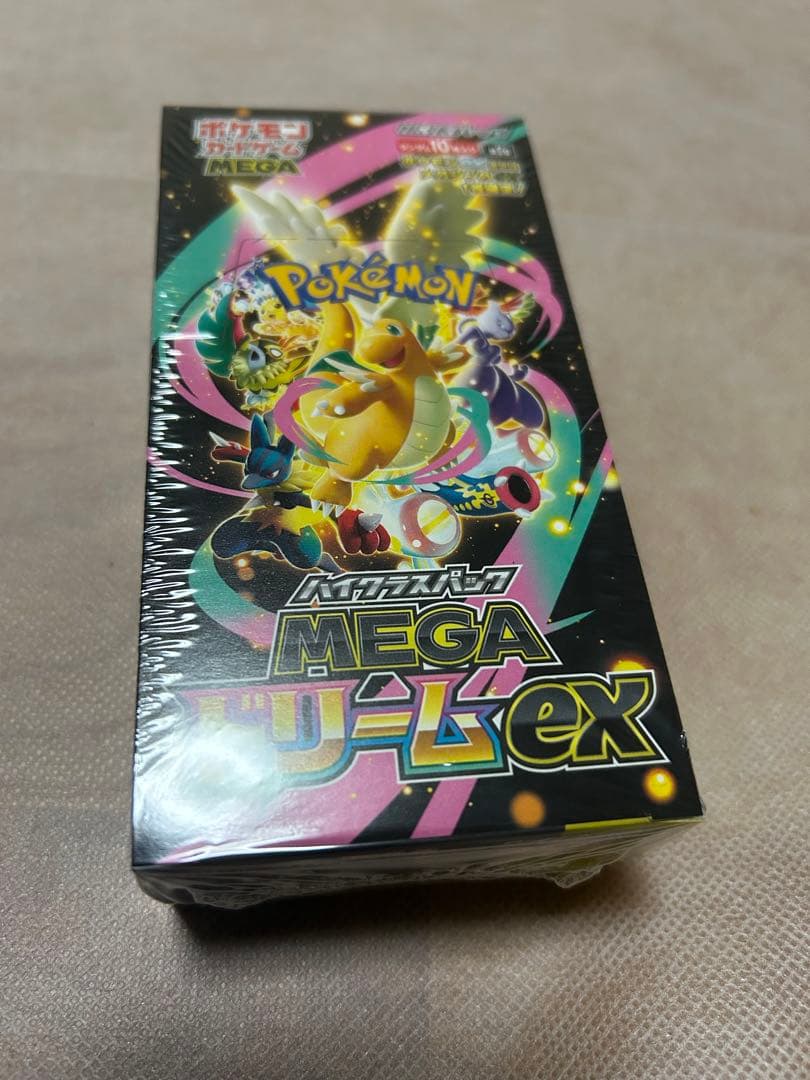 ポケモン
カードゲーム
MEGA
Pokémon
ハイクラスパック
MEGA
ドリームex